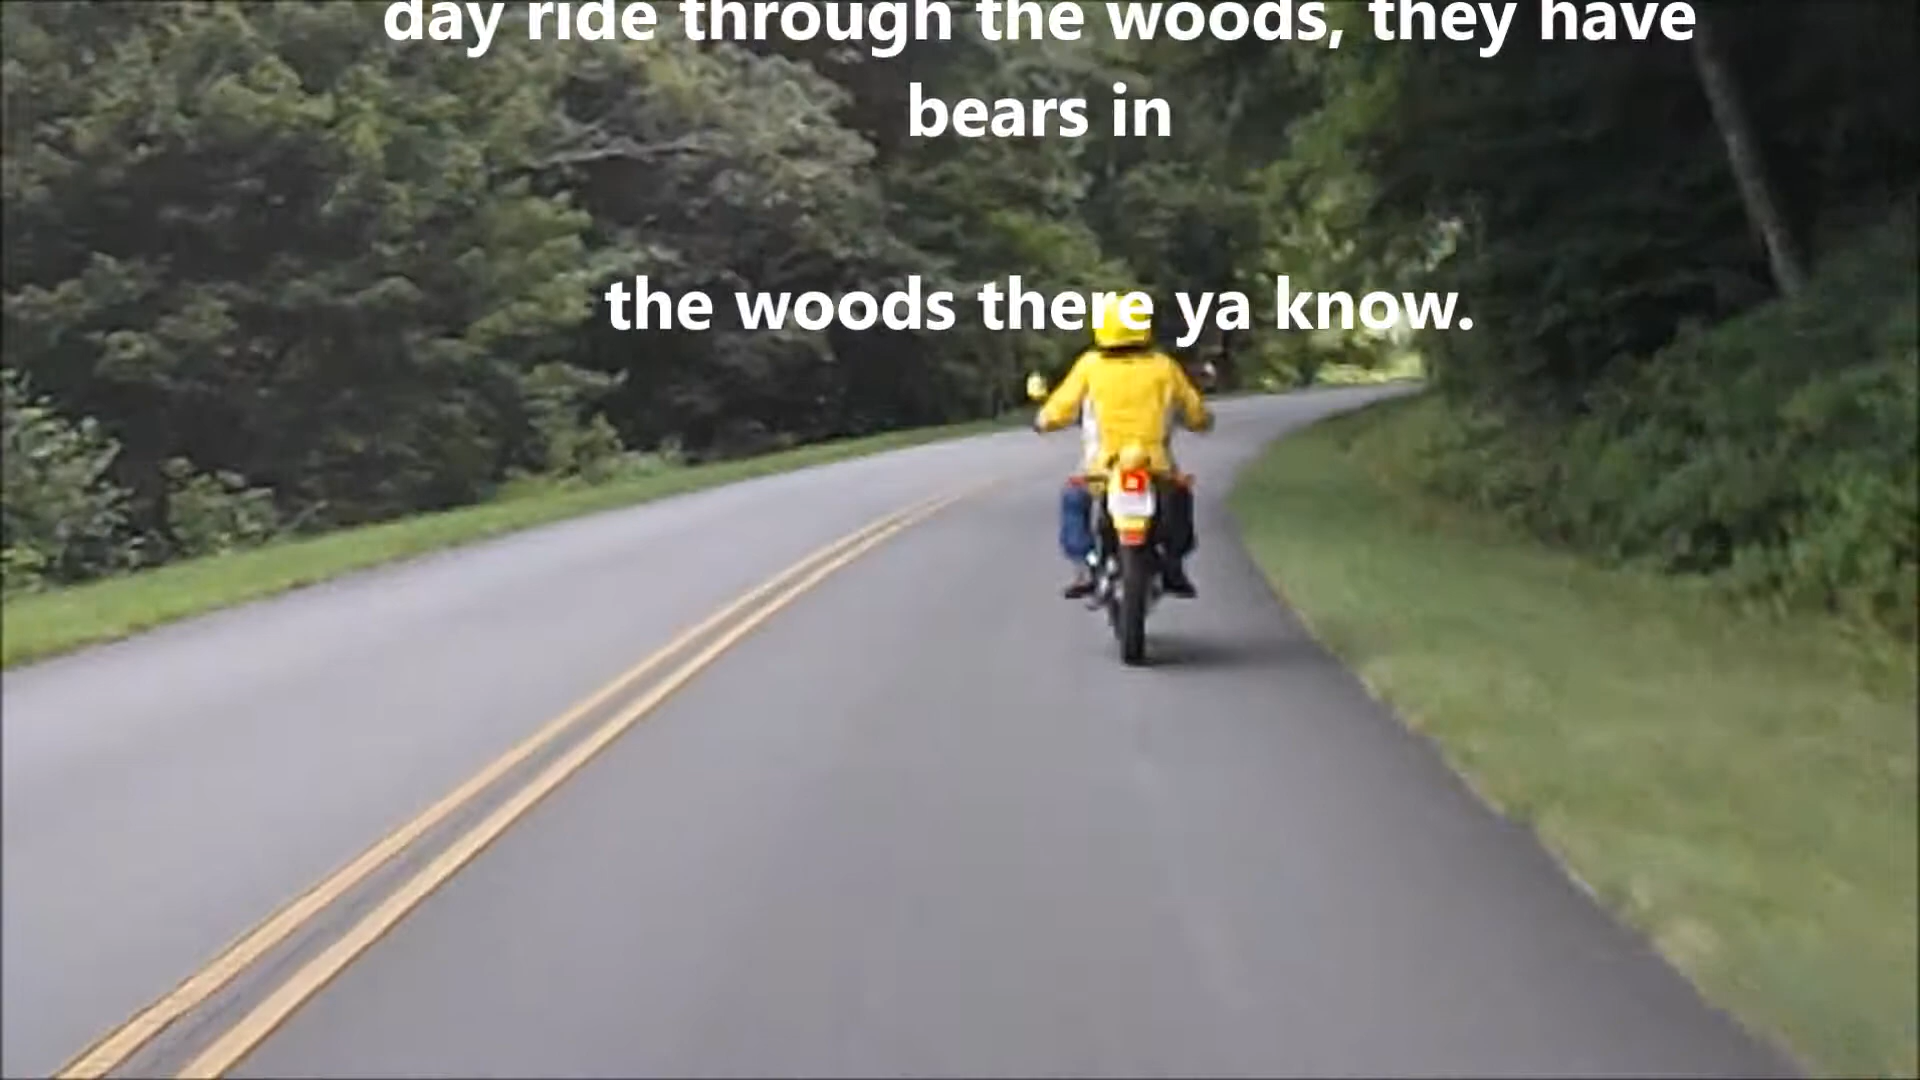 day ride through the woods, they have
bears in
the woods there ya know.